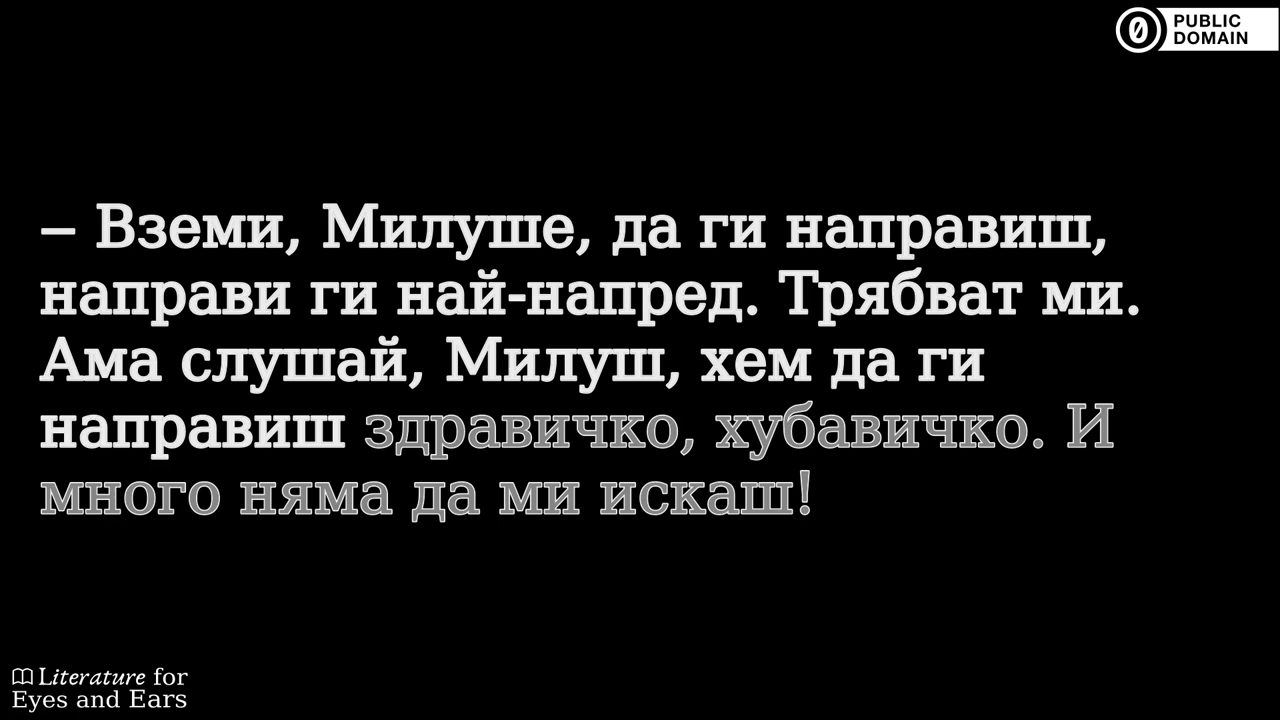 PUBLIC
DOMAIN
– Вземи, Милуше, да ги направиш,
направи ги най-напред. Трябват ми.
Ама слушай, Милуш, хем да ги
направиш здравичко, хубавичко. И
много няма да ми искаш!
Literature for
Eyes and Ears